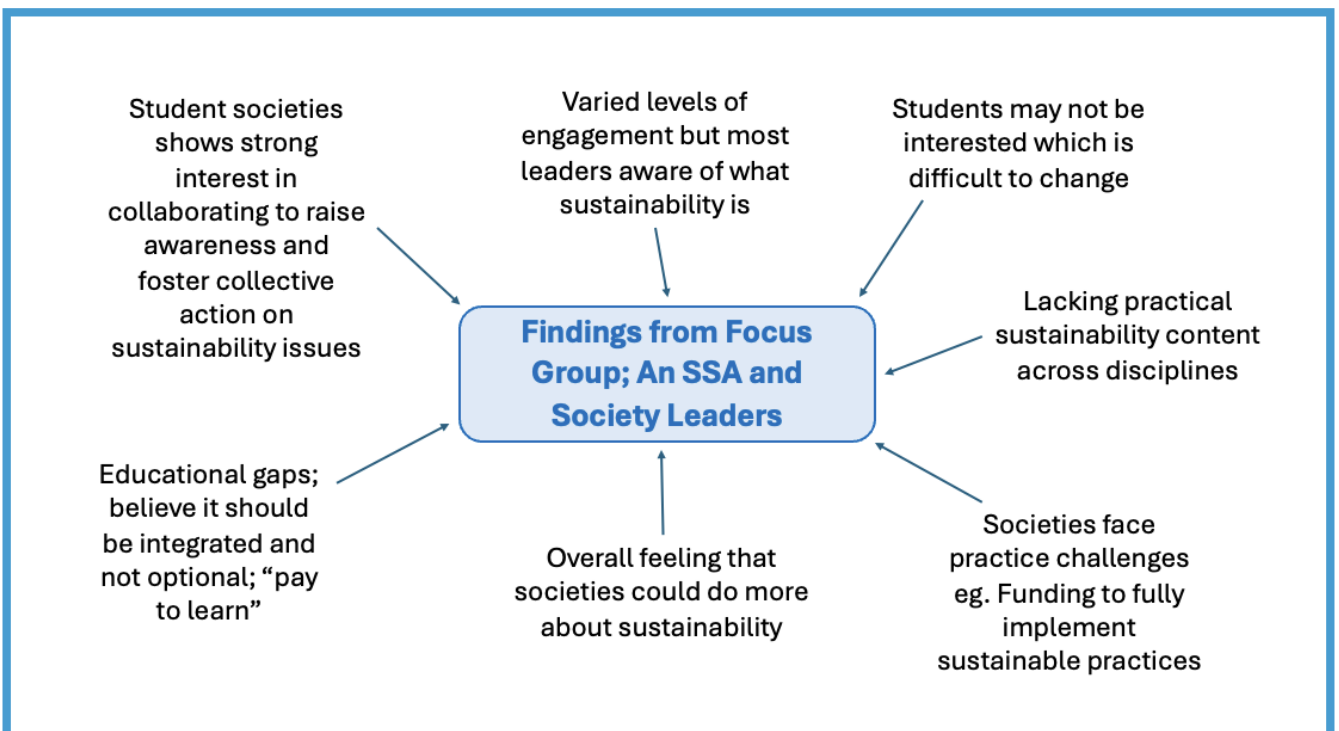 Student societies
shows strong
interest in
collaborating to raise
awareness and
foster collective
action on
sustainability issues
Varied levels of
engagement but most
leaders aware of what
sustainability is
Students may not be
interested which is
difficult to change
Findings from Focus
Group; An SSA and
Society Leaders
Lacking practical
sustainability content
across disciplines
Educational gaps;
believe it should
be integrated and
not optional; “pay
to learn”
Overall feeling that
societies could do more
about sustainability
Societies face
practice challenges
eg. Funding to fully
implement
sustainable practices